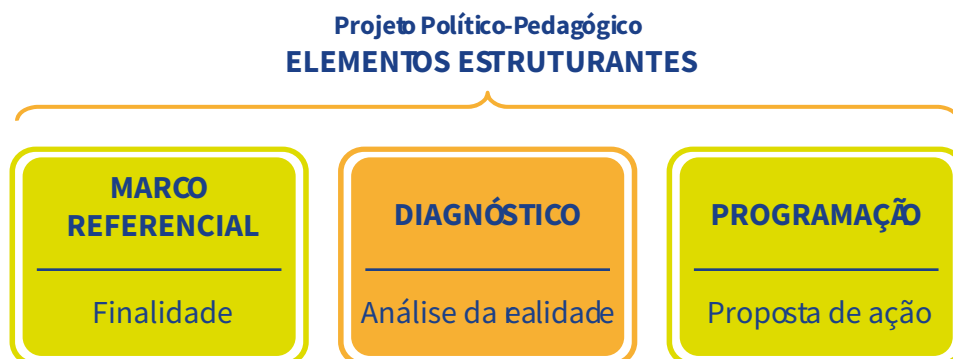 Projeto Político-Pedagógico
ELEMENTOS ESTRUTURANTES
MARCO
REFERENCIAL
Finalidade
DIAGNÓSTICO
Análise da realidade
PROGRAMAÇÃO
Proposta de ação